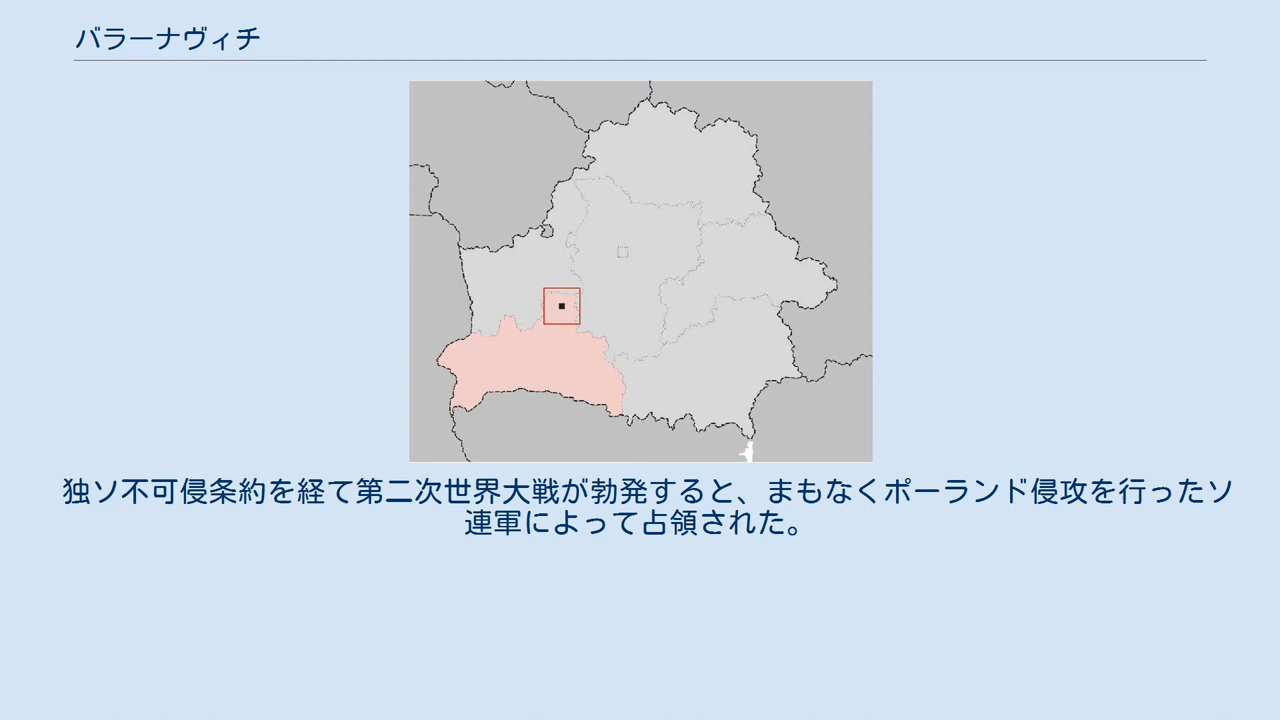 バラーナヴィチ
独ソ不可侵条約を経て第二次世界大戦が勃発すると、まもなくポーランド侵攻を行ったソ
連軍によって占領された。